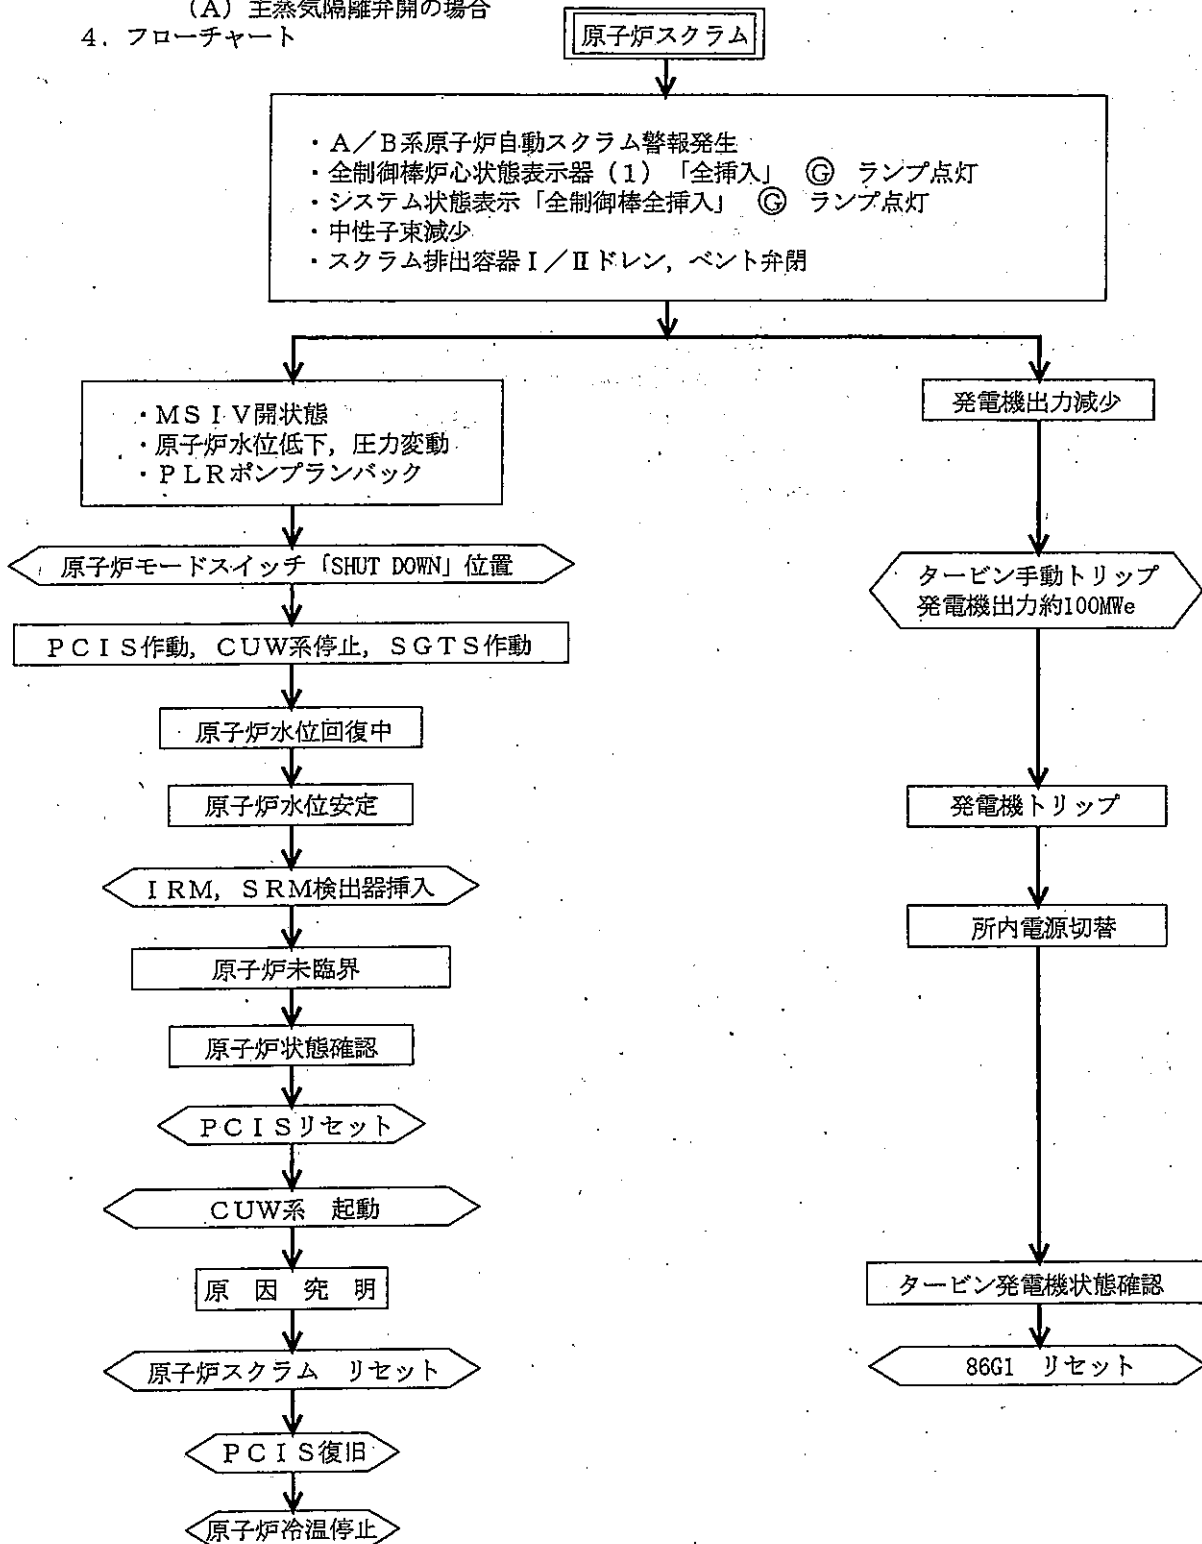 (A) 主蒸気隔離弁開の場合
4. フローチャート
原子炉スクラム
・A/B系原子炉自動スクラム警報発生
・全制御棒炉心状態表示器(1)「全挿入」 Ⓖ ランプ点灯
・システム状態表示「全制御棒全挿入」 Ⓖ ランプ点灯
・中性子束減少
・スクラム排出容器Ⅰ/Ⅱドレン,ベント弁閉
・MSIV開状態
・原子炉水位低下,圧力変動
・PLRポンプランバック
原子炉モードスイッチ「SHUT DOWN」位置
PCIS作動,CUW系停止,SGTS作動
原子炉水位回復中
原子炉水位安定
IRM,SRM検出器挿入
原子炉未臨界
原子炉状態確認
PCISリセット
CUW系 起動
原 因 究 明
原子炉スクラム リセット
PCIS復旧
原子炉冷温停止
発電機出力減少
タービン手動トリップ
発電機出力約100MWe
発電機トリップ
所内電源切替
タービン発電機状態確認
86G1 リセット